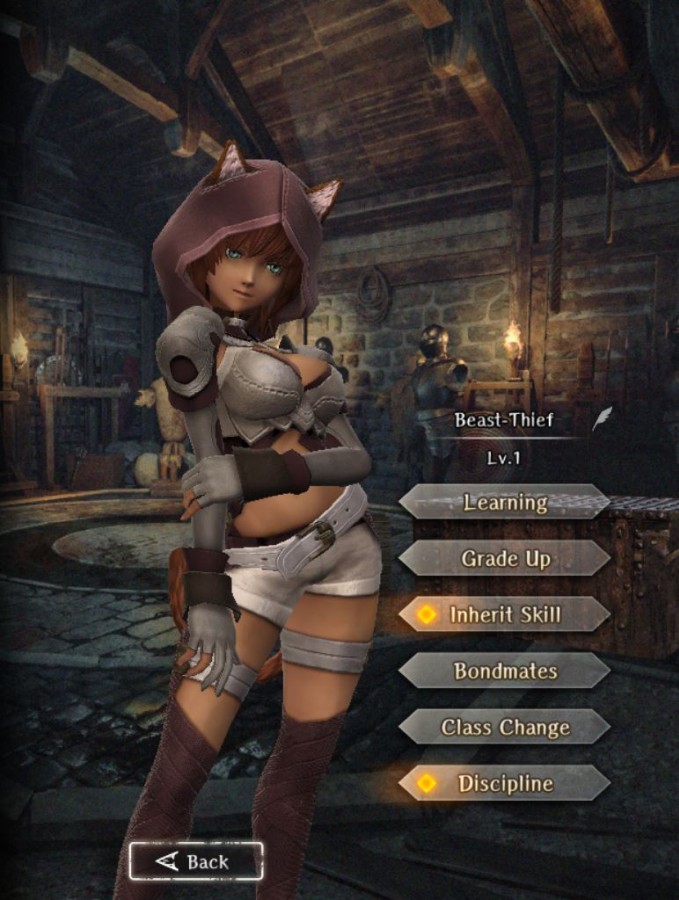 Beast-Thief
Lv.1
Learning
Grade Up
Inherit Skill
Bondmates
Class Change
Discipline
Back